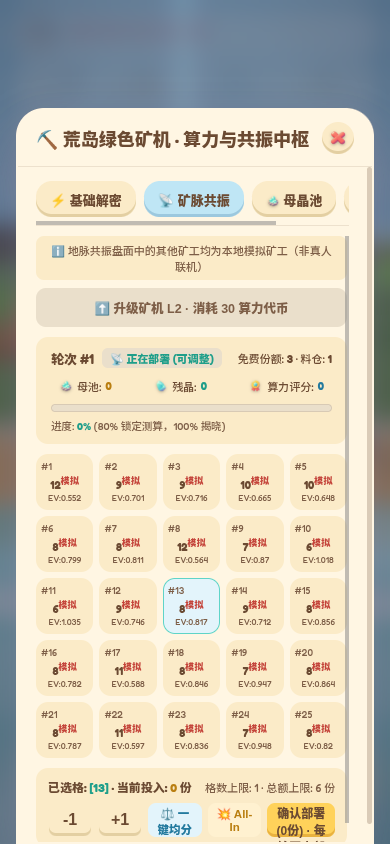 荒岛绿色矿机 · 算力与共振中枢
基础解密 矿脉共振 母晶池
地脉共振盘面中的其他矿工均为本地模拟矿工（非真人
联机）
升级矿机 L2 · 消耗 30 算力代币
轮次 #1 正在部署 (可调整) 免费份额: 3 · 料仓: 1
母池: 0 残晶: 0 算力评分: 0
进度: 0% (80% 锁定测算，100% 揭晓)
#1 #2 #3 #4 #5
12模拟 9模拟 9模拟 10模拟 10模拟
EV:0.552 EV:0.701 EV:0.716 EV:0.665 EV:0.648
#6 #7 #8 #9 #10
8模拟 8模拟 12模拟 7模拟 6模拟
EV:0.799 EV:0.811 EV:0.564 EV:0.87 EV:1.018
#11 #12 #13 #14 #15
6模拟 9模拟 8模拟 9模拟 8模拟
EV:1.035 EV:0.746 EV:0.817 EV:0.712 EV:0.856
#16 #17 #18 #19 #20
8模拟 11模拟 8模拟 7模拟 8模拟
EV:0.782 EV:0.588 EV:0.846 EV:0.947 EV:0.864
#21 #22 #23 #24 #25
8模拟 11模拟 8模拟 7模拟 8模拟
EV:0.787 EV:0.597 EV:0.836 EV:0.948 EV:0.82
已选格: [13] · 当前投入: 0 份 格数上限: 1 · 总额上限: 6 份
-1 +1 一键均分 All-In 确认部署
(0份) · 每